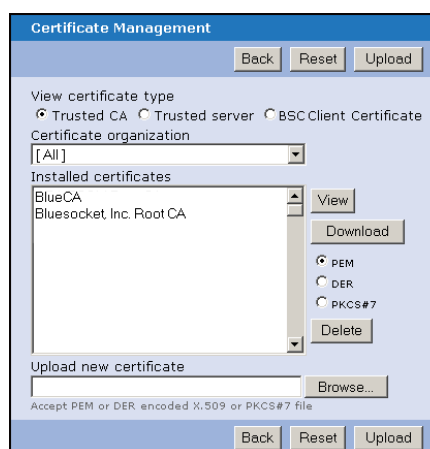 Certificate Management
Back Reset Upload
View certificate type
Trusted CA Trusted server BSC Client Certificate
Certificate organization
[All]
Installed certificates
BlueCA
Bluesocket, Inc. Root CA
View
Download
PEM
DER
PKCS#7
Delete
Upload new certificate
Browse...
Accept PEM or DER encoded X.509 or PKCS#7 file
Back Reset Upload